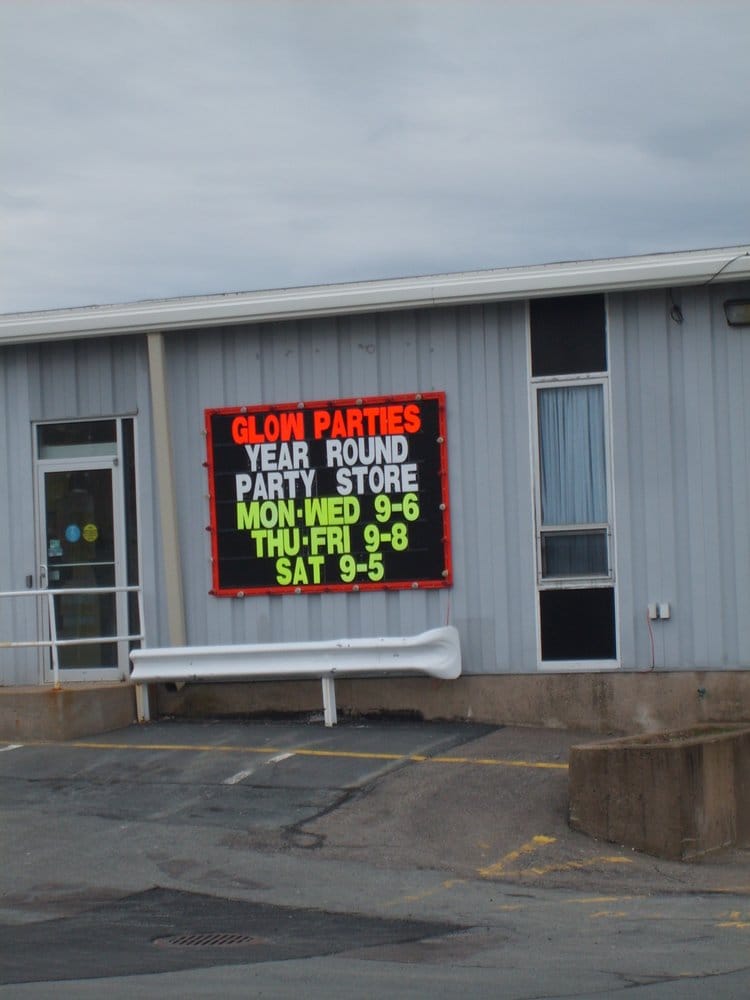 GLOW PARTIES
YEAR ROUND
PARTY STORE
MON-WED 9-6
THU-FRI 9-8
SAT 9-5